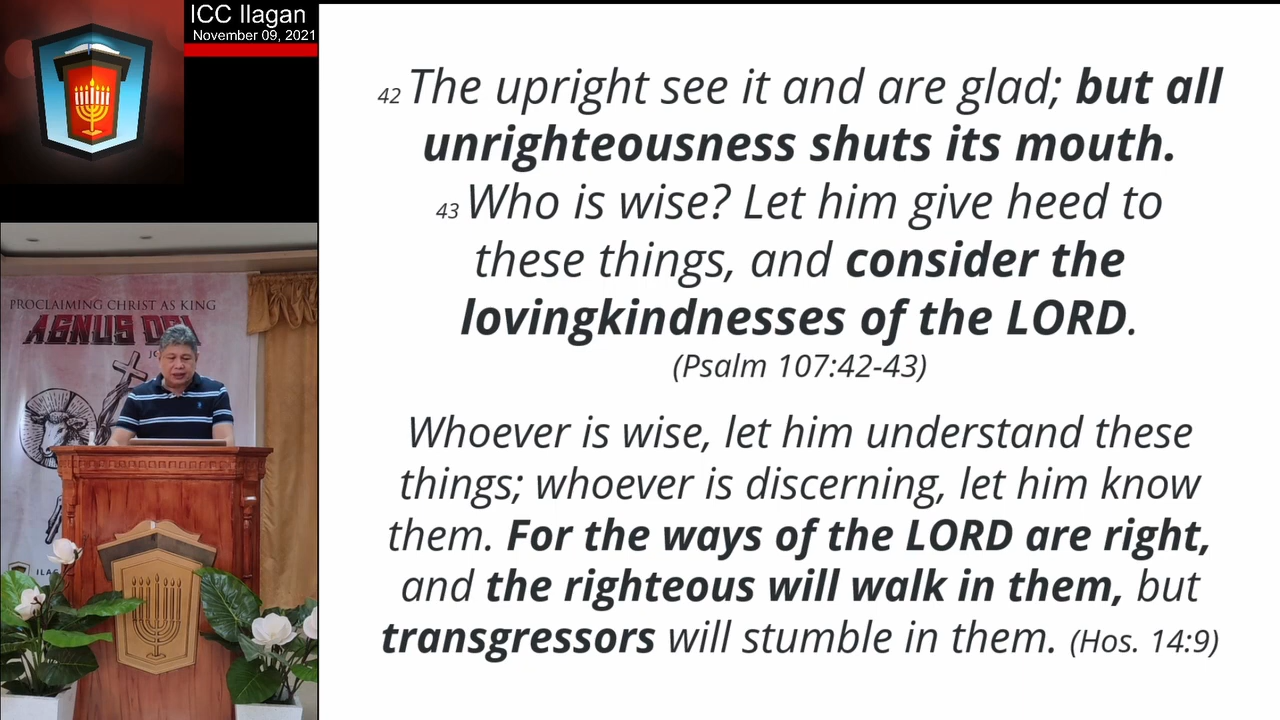 ICC Ilagan
November 09, 2021
42 The upright see it and are glad; but all
unrighteousness shuts its mouth.
43 Who is wise? Let him give heed to
these things, and consider the
lovingkindnesses of the LORD.
(Psalm 107:42-43)
Whoever is wise, let him understand these
things; whoever is discerning, let him know
them. For the ways of the LORD are right,
and the righteous will walk in them, but
transgressors will stumble in them. (Hos. 14:9)
PROCLAIMING CHRIST AS KING
AGNUS DEI